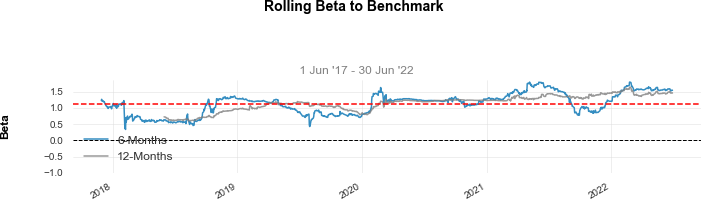 Rolling Beta to Benchmark
1 Jun '17 - 30 Jun '22
Beta
1.5
1.0
0.5
0.0
−0.5
−1.0
6-Months
12-Months
2018
2019
2020
2021
2022